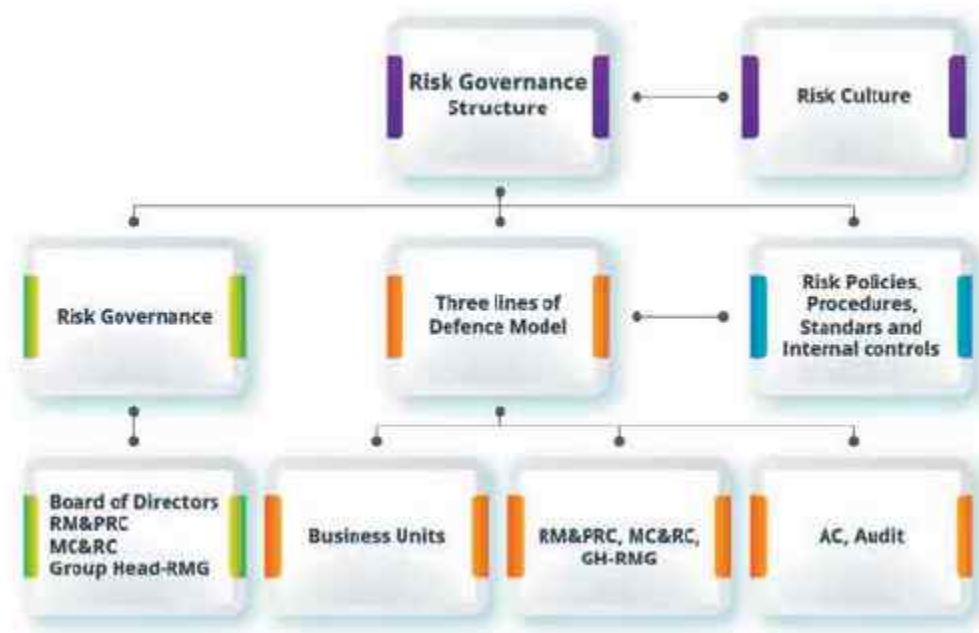 Risk Governance
Structure
Risk Culture
Risk Governance
Three lines of
Defence Model
Risk Policies,
Procedures,
Standars and
Internal controls
Board of Directors
RM&PRC
MC&RC
Group Head-RMG
Business Units
RM&PRC, MC&RC,
GH-RMG
AC, Audit